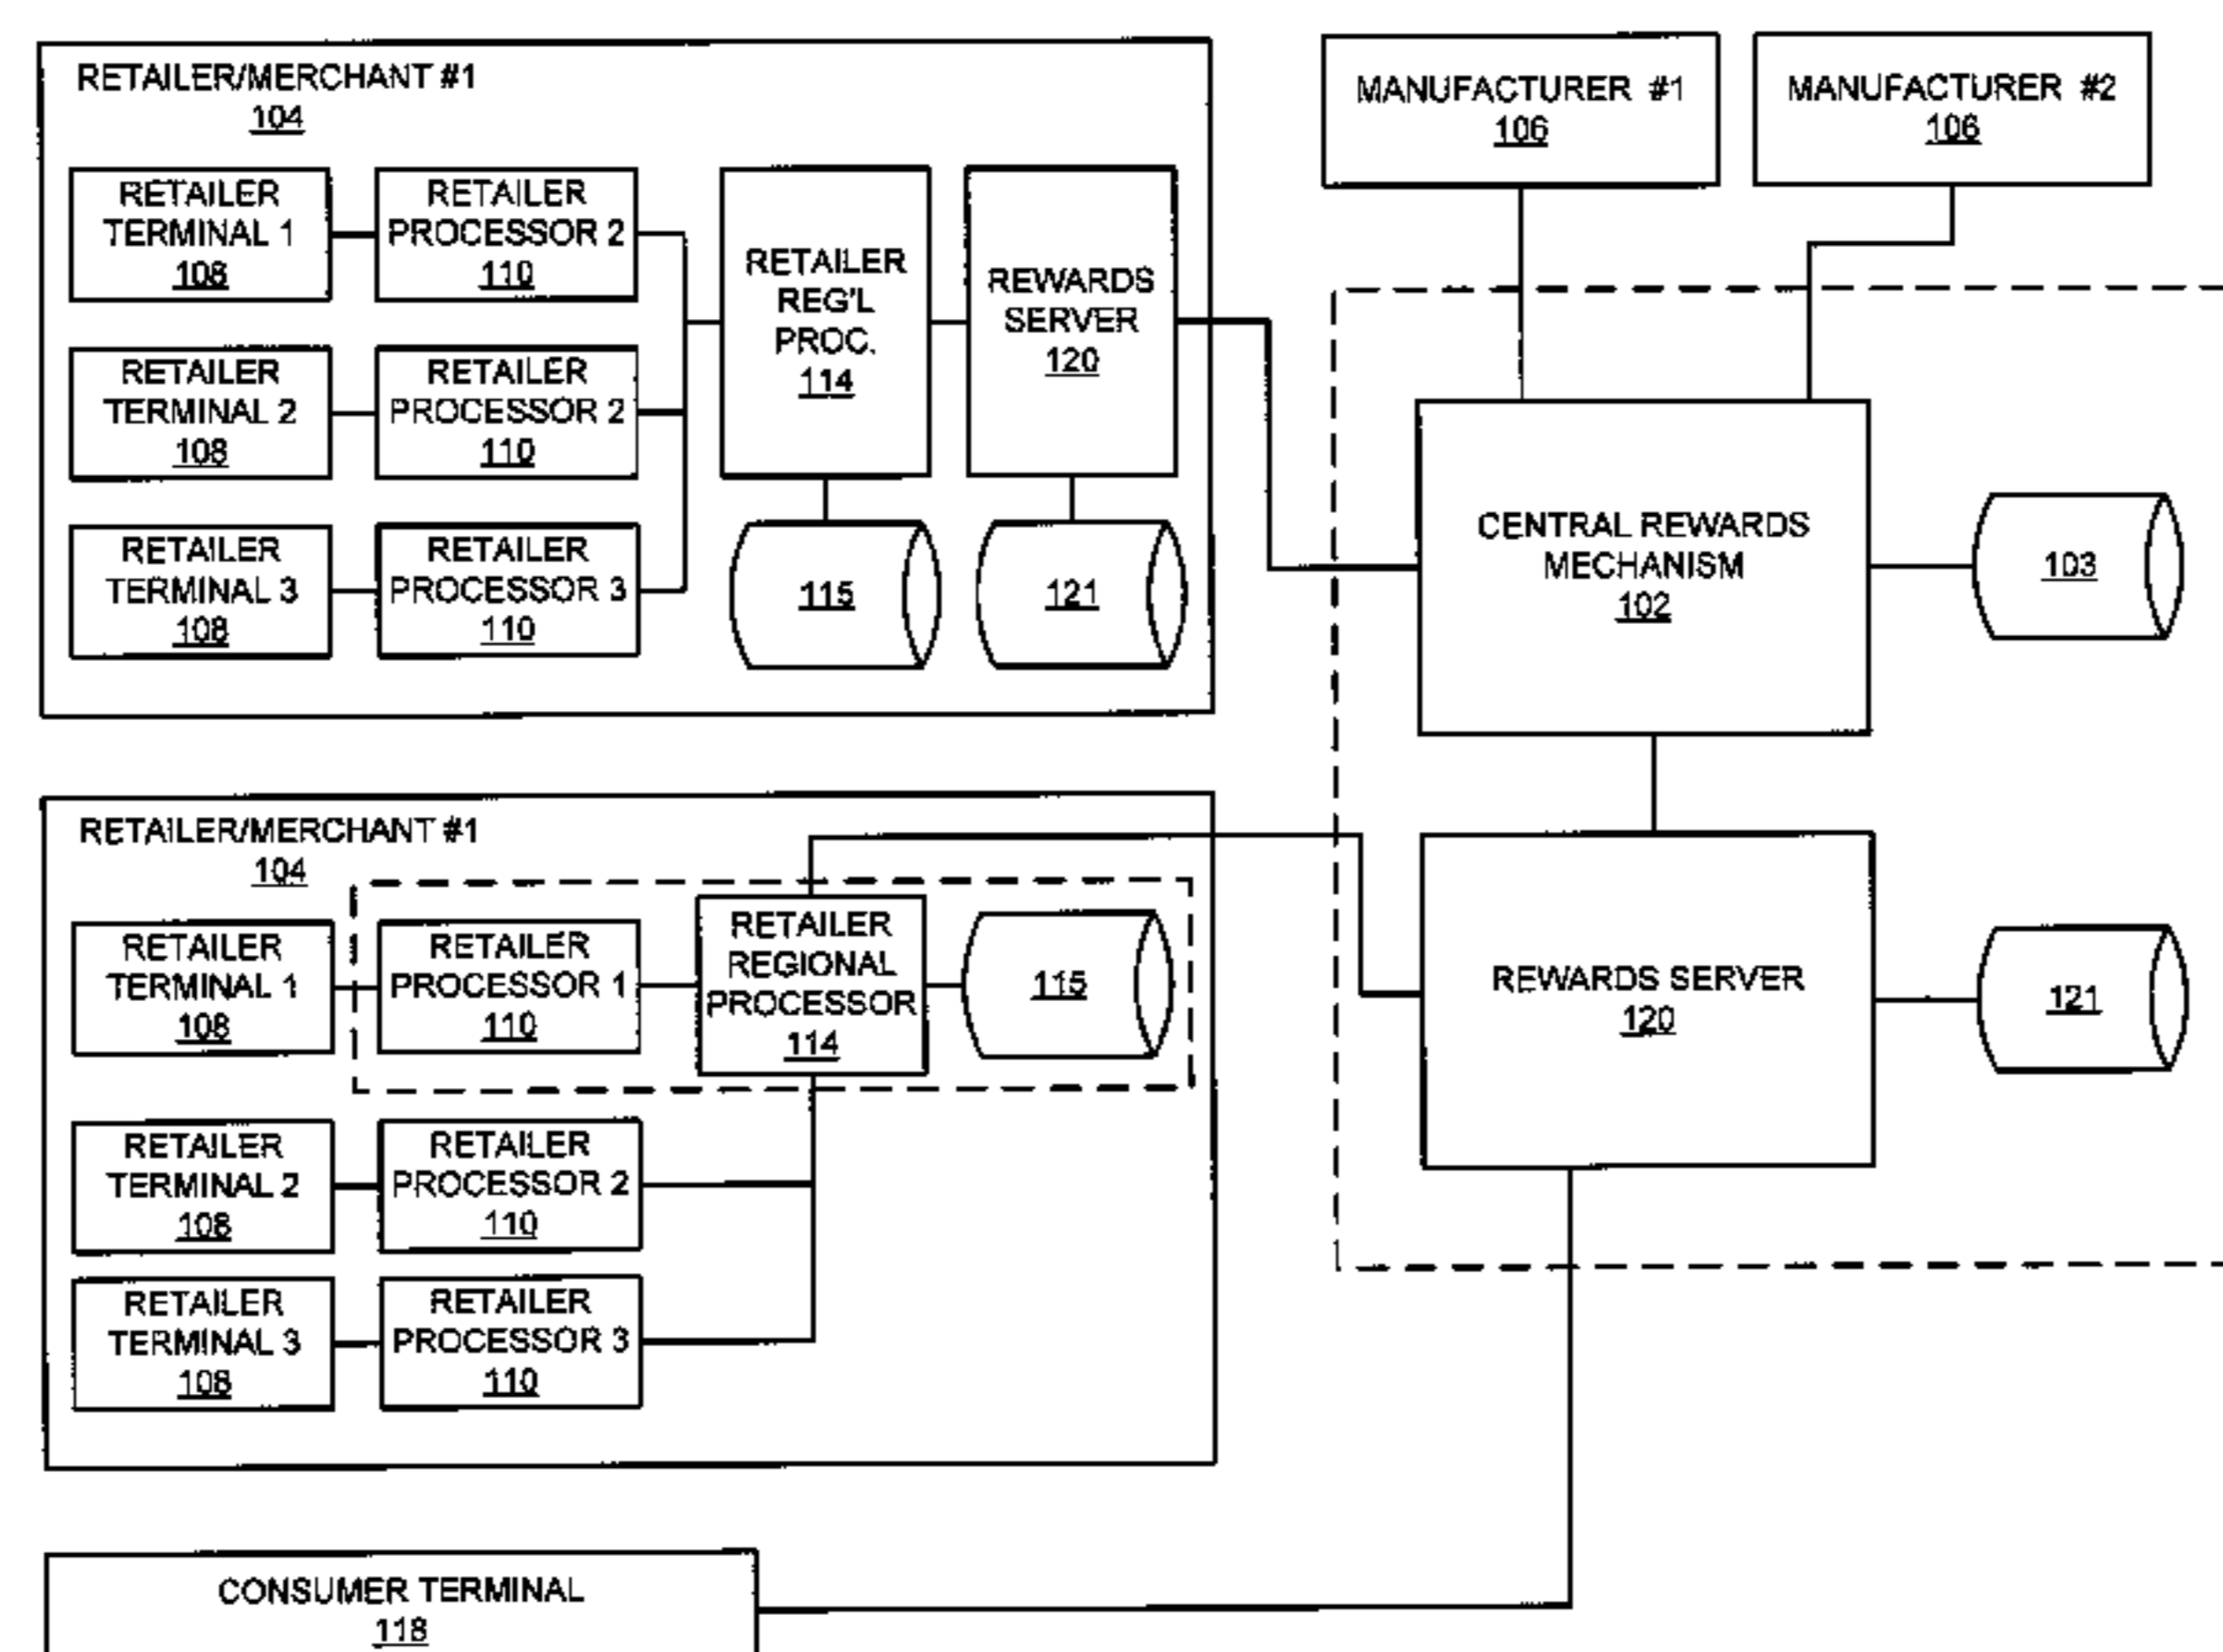 RETAILER/MERCHANT #1
104
RETAILER
TERMINAL 1
108
RETAILER
PROCESSOR 2
110
RETAILER
TERMINAL 2
108
RETAILER
PROCESSOR 2
110
RETAILER
TERMINAL 3
108
RETAILER
PROCESSOR 3
110
RETAILER
REG'L
PROC.
114
REWARDS
SERVER
120
115
121
MANUFACTURER #1
106
MANUFACTURER #2
106
CENTRAL REWARDS
MECHANISM
102
103
RETAILER/MERCHANT #1
104
RETAILER
TERMINAL 1
108
RETAILER
PROCESSOR 1
110
RETAILER
REGIONAL
PROCESSOR
114
115
RETAILER
TERMINAL 2
108
RETAILER
PROCESSOR 2
110
RETAILER
TERMINAL 3
108
RETAILER
PROCESSOR 3
110
REWARDS SERVER
120
121
CONSUMER TERMINAL
118